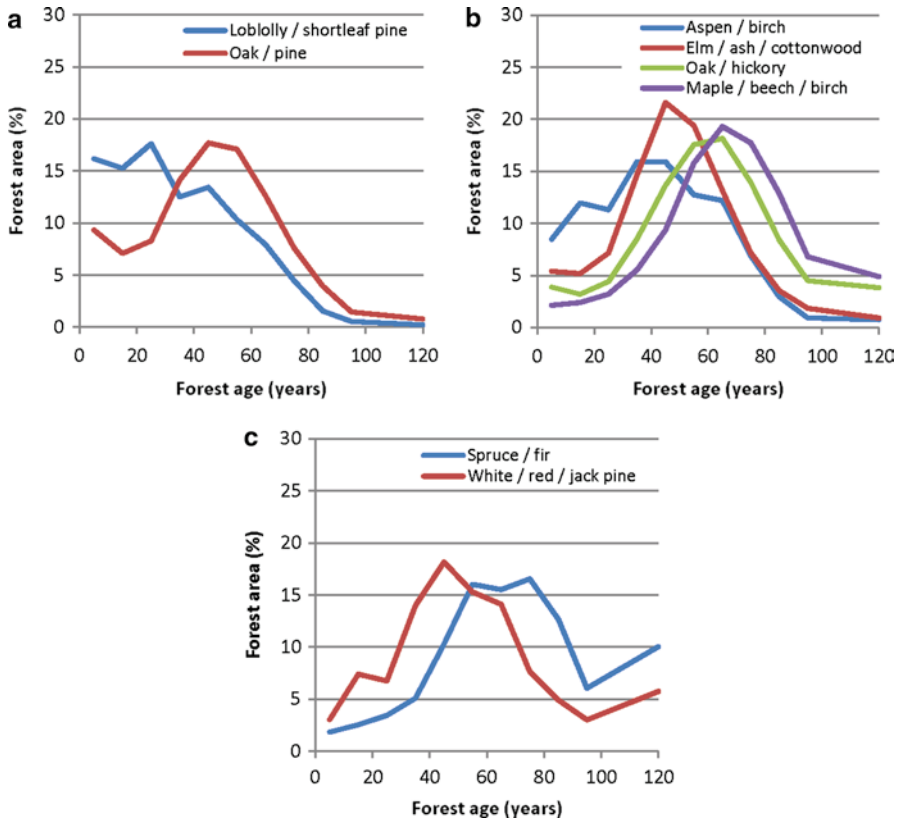 a
Loblolly / shortleaf pine
Oak / pine
30
25
20
15
10
5
0
Forest area (%)
0 20 40 60 80 100 120
Forest age (years)
b
Aspen / birch
Elm / ash / cottonwood
Oak / hickory
Maple / beech / birch
30
25
20
15
10
5
0
Forest area (%)
0 20 40 60 80 100 120
Forest age (years)
c
Spruce / fir
White / red / jack pine
30
25
20
15
10
5
0
Forest area (%)
0 20 40 60 80 100 120
Forest age (years)